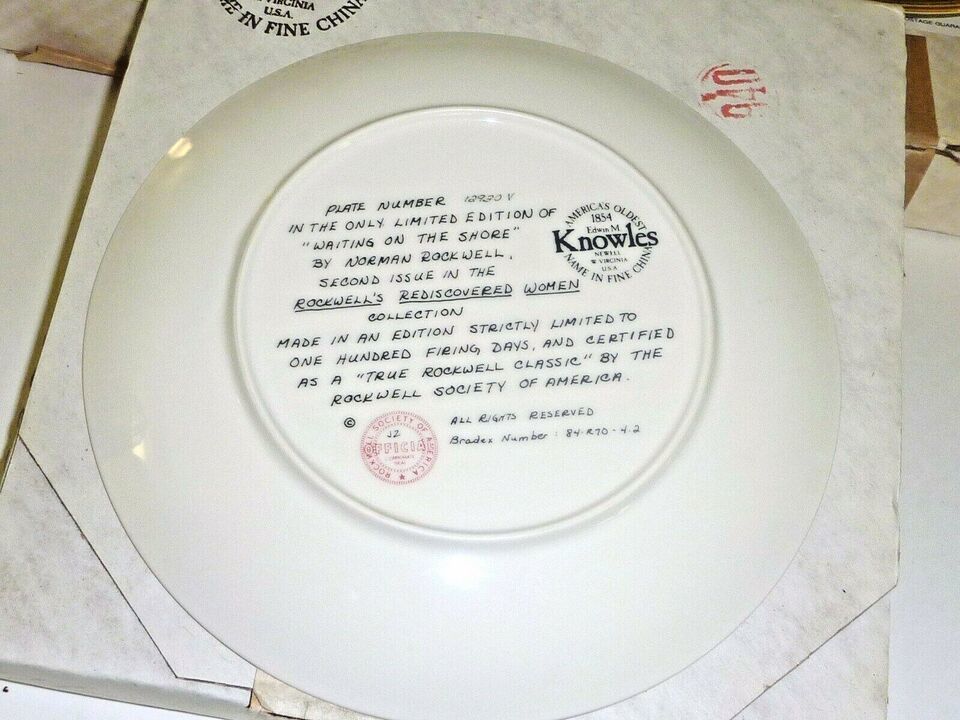 VIRGINIA
U.S.A.
IN FINE CHINA
PLATE NUMBER 12930 V
IN THE ONLY LIMITED EDITION OF
"WAITING ON THE SHORE"
BY NORMAN ROCKWELL,
SECOND ISSUE IN THE
ROCKWELL'S REDISCOVERED WOMEN
COLLECTION
MADE IN AN EDITION STRICTLY LIMITED TO
ONE HUNDRED FIRING DAYS, AND CERTIFIED
AS A "TRUE ROCKWELL CLASSIC" BY THE
ROCKWELL SOCIETY OF AMERICA.
©
ALL RIGHTS RESERVED
Bradex Number : 84-R70-4.2
AMERICA'S OLDEST
1854
Edwin M.
Knowles
NEWELL
W VIRGINIA
U.S.A
NAME IN FINE CHINA
ROCKWELL SOCIETY OF AMERICA
J2
OFFICIAL
SEAL